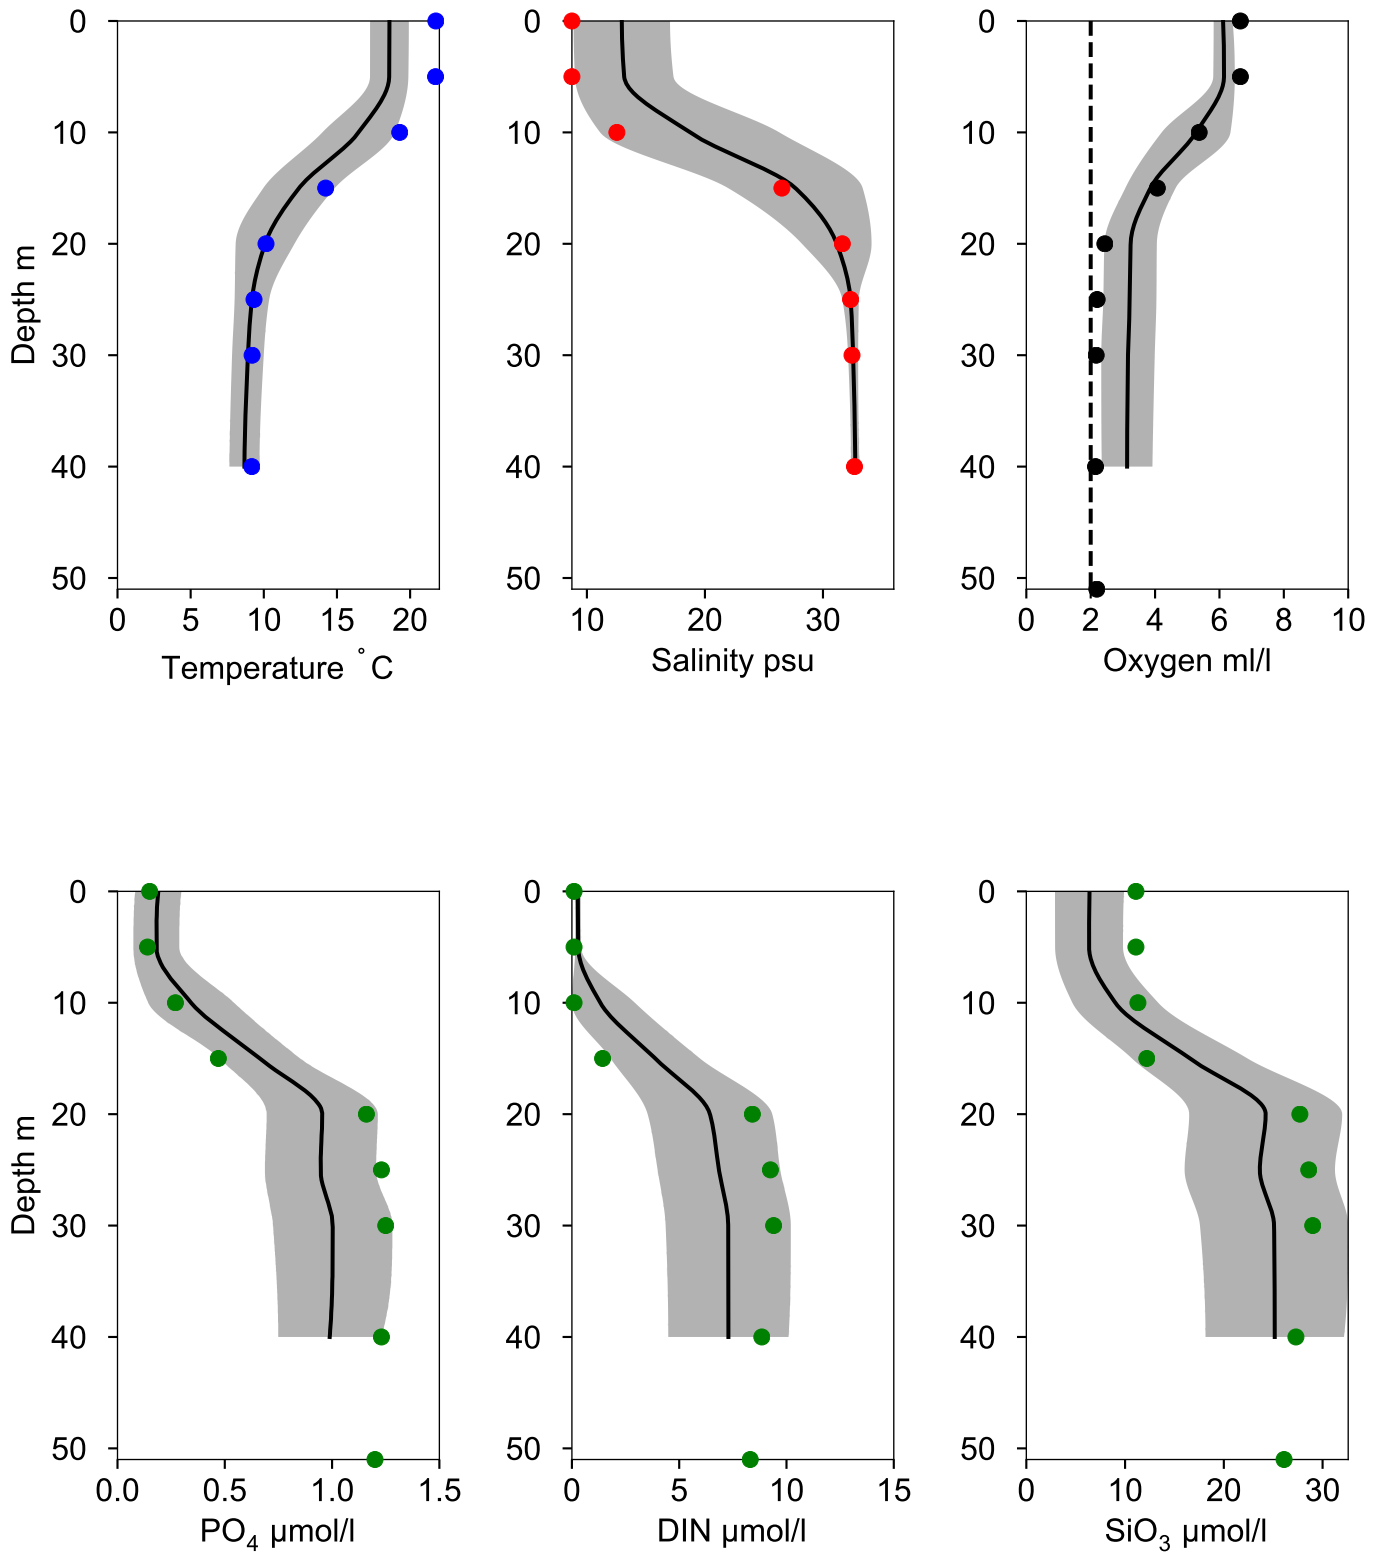 0 0 0
10 10 10
20 20 20
30 30 30
40 40 40
50 50 50
Depth m
0 5 10 15 20
10 20 30
0 2 4 6 8 10
Temperature °C
Salinity psu
Oxygen ml/l
0 0 0
10 10 10
20 20 20
30 30 30
40 40 40
50 50 50
Depth m
0.0 0.5 1.0 1.5
0 5 10 15
0 10 20 30
PO₄ µmol/l
DIN µmol/l
SiO₃ µmol/l